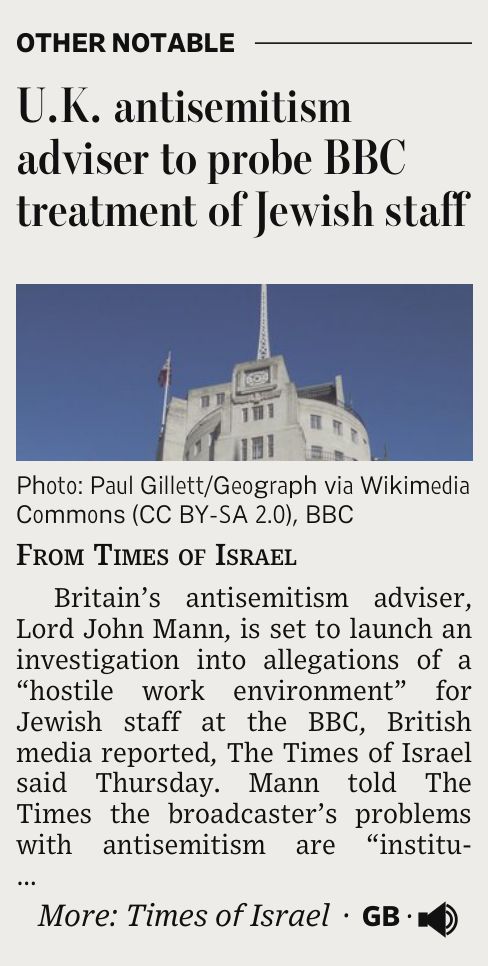 OTHER NOTABLE
U.K. antisemitism
adviser to probe BBC
treatment of Jewish staff
Photo: Paul Gillett/Geograph via Wikimedia
Commons (CC BY-SA 2.0), BBC
From Times of Israel
Britain’s antisemitism adviser,
Lord John Mann, is set to launch an
investigation into allegations of a
“hostile work environment” for
Jewish staff at the BBC, British
media reported, The Times of Israel
said Thursday. Mann told The
Times the broadcaster’s problems
with antisemitism are “institu-
...
More: Times of Israel · GB ·